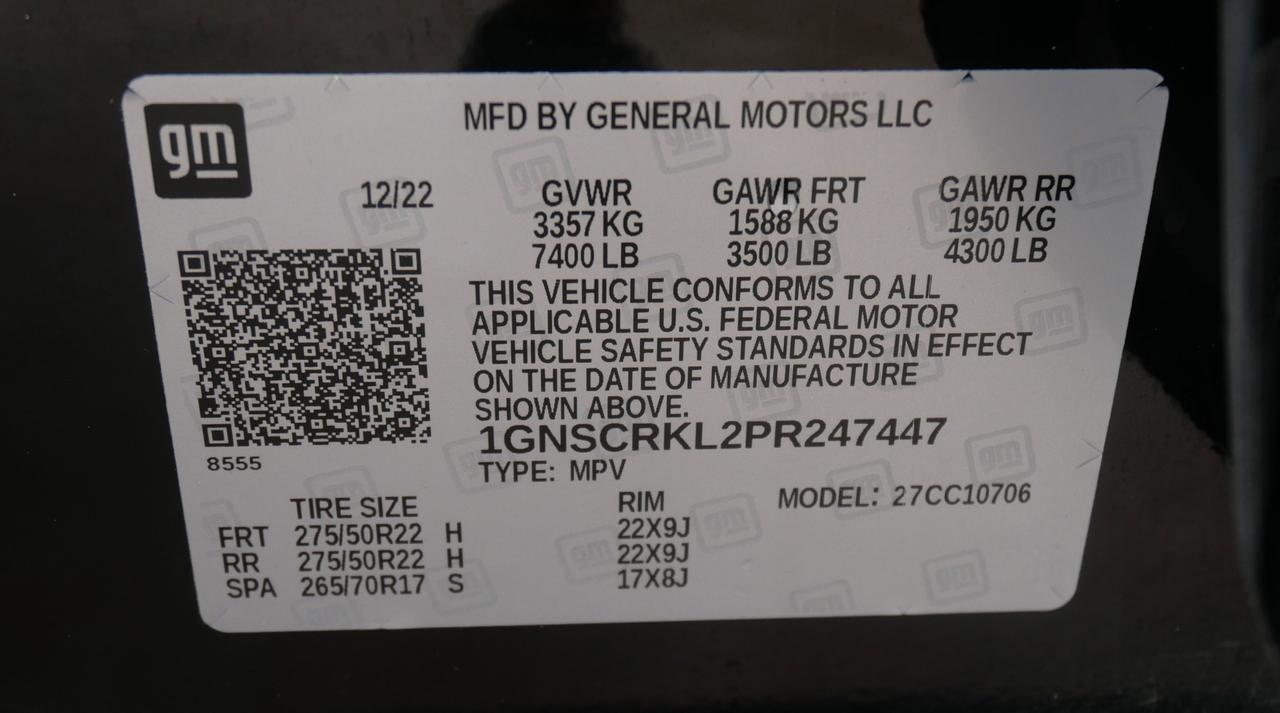 gm
MFD BY GENERAL MOTORS LLC
12/22 GVWR GAWR FRT GAWR RR
3357 KG 1588 KG 1950 KG
7400 LB 3500 LB 4300 LB
THIS VEHICLE CONFORMS TO ALL
APPLICABLE U.S. FEDERAL MOTOR
VEHICLE SAFETY STANDARDS IN EFFECT
ON THE DATE OF MANUFACTURE
SHOWN ABOVE.
1GNSCRKL2PR247447
8555
TYPE: MPV
TIRE SIZE RIM MODEL: 27CC10706
FRT 275/50R22 H 22X9J
RR 275/50R22 H 22X9J
SPA 265/70R17 S 17X8J